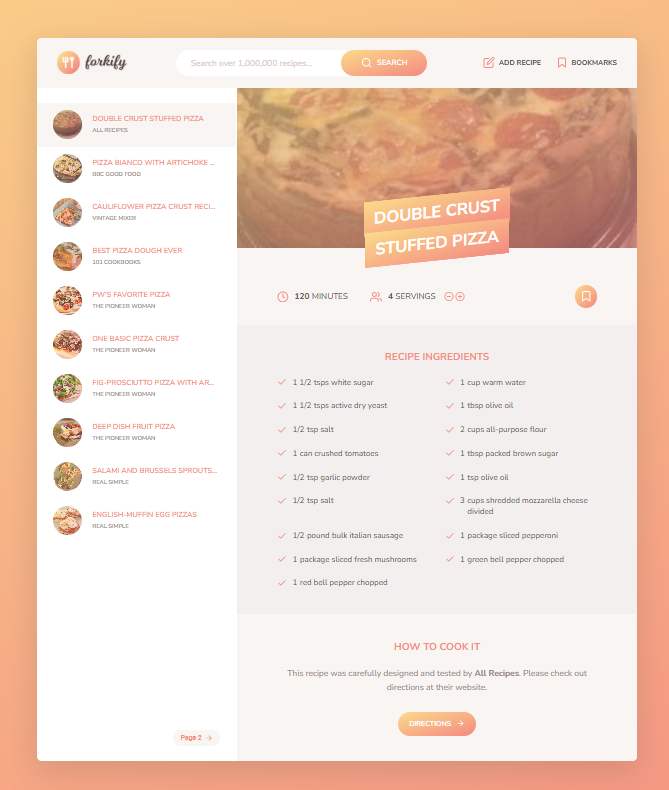 forkify
Search over 1,000,000 recipes...
SEARCH
ADD RECIPE
BOOKMARKS
DOUBLE CRUST STUFFED PIZZA
ALL RECIPES
PIZZA BIANCO WITH ARTICHOKE ...
BBC GOOD FOOD
CAULIFLOWER PIZZA CRUST RECI...
VINTAGE MIXER
BEST PIZZA DOUGH EVER
101 COOKBOOKS
PW'S FAVORITE PIZZA
THE PIONEER WOMAN
ONE BASIC PIZZA CRUST
THE PIONEER WOMAN
FIG-PROSCIUTTO PIZZA WITH AR...
THE PIONEER WOMAN
DEEP DISH FRUIT PIZZA
THE PIONEER WOMAN
SALAMI AND BRUSSELS SPROUTS...
REAL SIMPLE
ENGLISH-MUFFIN EGG PIZZAS
REAL SIMPLE
Page 2
DOUBLE CRUST
STUFFED PIZZA
120 MINUTES
4 SERVINGS
RECIPE INGREDIENTS
1 1/2 tsps white sugar
1 cup warm water
1 1/2 tsps active dry yeast
1 tbsp olive oil
1/2 tsp salt
2 cups all-purpose flour
1 can crushed tomatoes
1 tbsp packed brown sugar
1/2 tsp garlic powder
1 tsp olive oil
1/2 tsp salt
3 cups shredded mozzarella cheese
divided
1/2 pound bulk italian sausage
1 package sliced pepperoni
1 package sliced fresh mushrooms
1 green bell pepper chopped
1 red bell pepper chopped
HOW TO COOK IT
This recipe was carefully designed and tested by All Recipes. Please check out
directions at their website.
DIRECTIONS